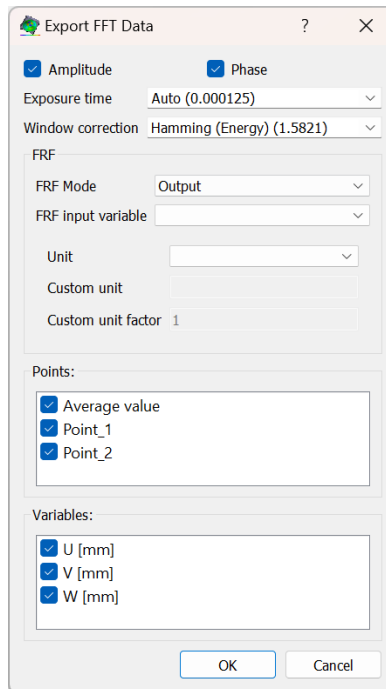 Export FFT Data ? ×
Amplitude Phase
Exposure time Auto (0.000125)
Window correction Hamming (Energy) (1.5821)
FRF
FRF Mode Output
FRF input variable
Unit
Custom unit
Custom unit factor 1
Points:
Average value
Point_1
Point_2
Variables:
U [mm]
V [mm]
W [mm]
OK Cancel